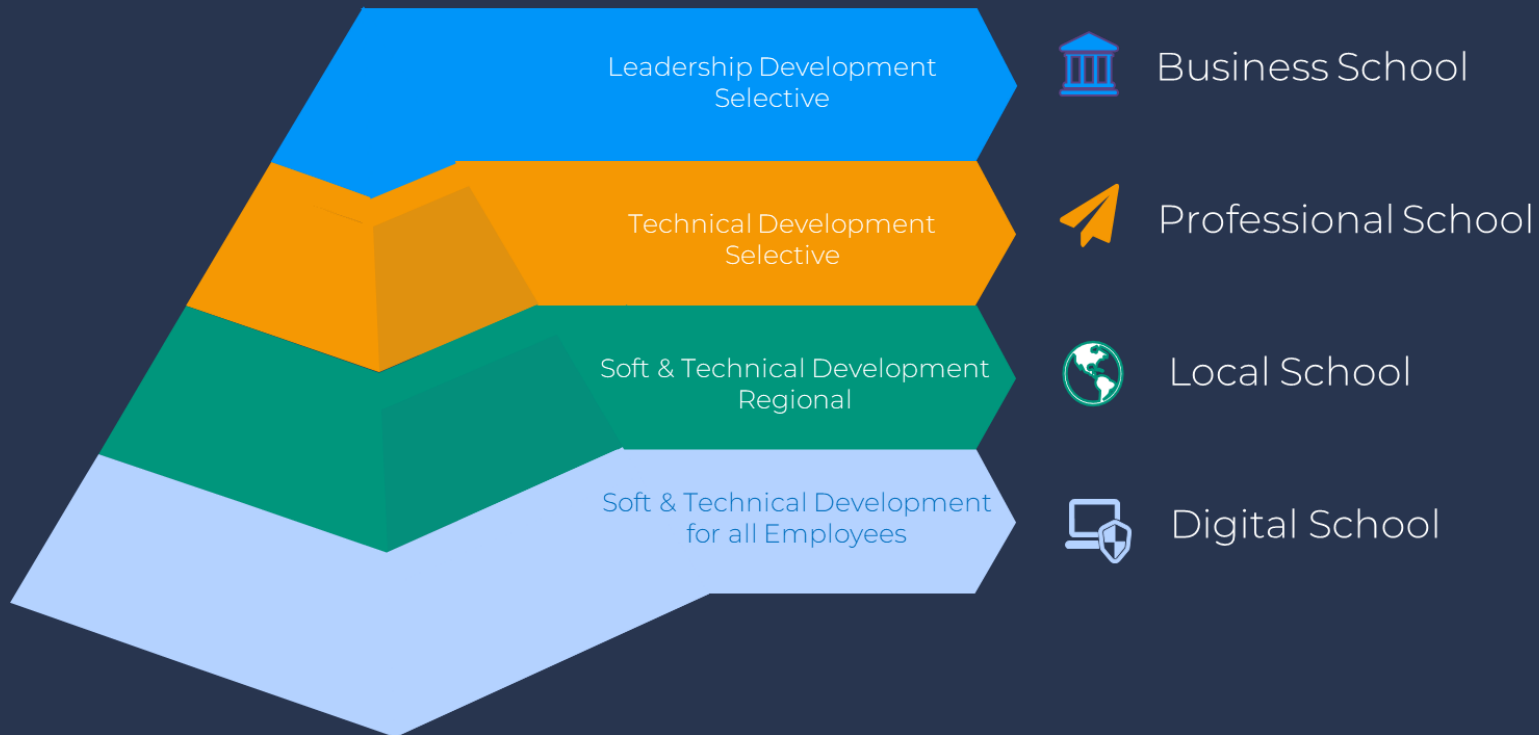 Leadership Development
Selective
Business School
Technical Development
Selective
Professional School
Soft & Technical Development
Regional
Local School
Soft & Technical Development
for all Employees
Digital School